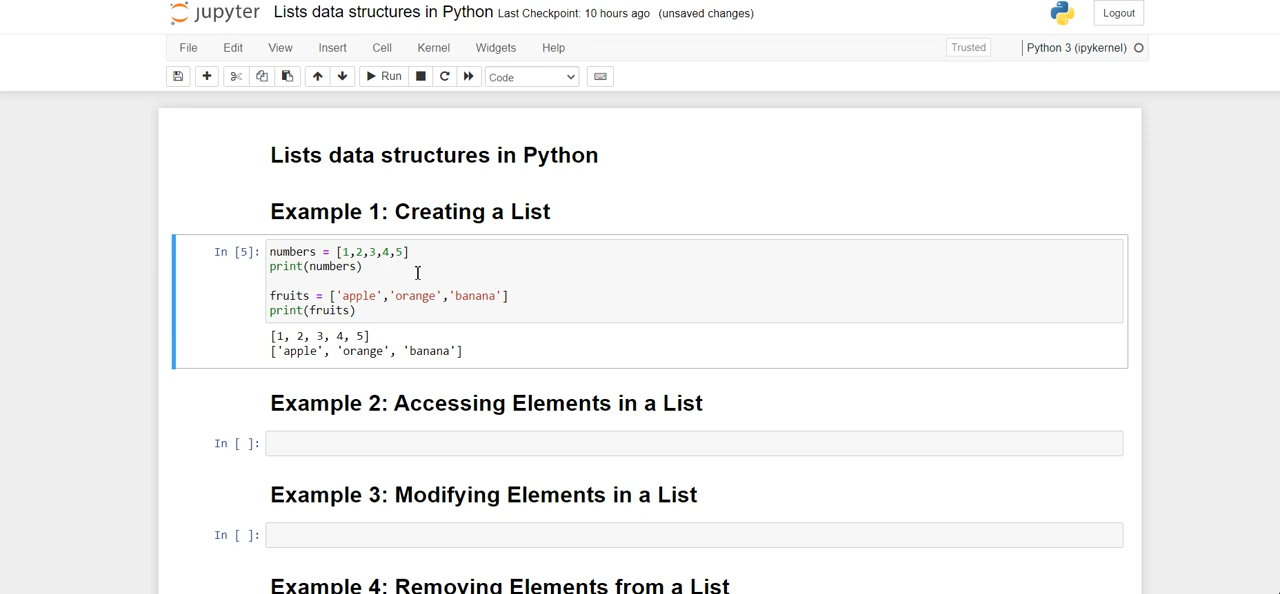 jupyter Lists data structures in Python Last Checkpoint: 10 hours ago (unsaved changes) Logout
File Edit View Insert Cell Kernel Widgets Help Trusted Python 3 (ipykernel)
Run Code
Lists data structures in Python
Example 1: Creating a List
In [5]: numbers = [1,2,3,4,5]
print(numbers)
fruits = ['apple','orange','banana']
print(fruits)
[1, 2, 3, 4, 5]
['apple', 'orange', 'banana']
Example 2: Accessing Elements in a List
In [ ]:
Example 3: Modifying Elements in a List
In [ ]:
Example 4: Removing Elements from a List